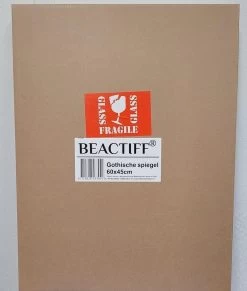 GLASS
GLASS
FRAGILE
BEACTIFF®
Gothische spiegel
60x45cm